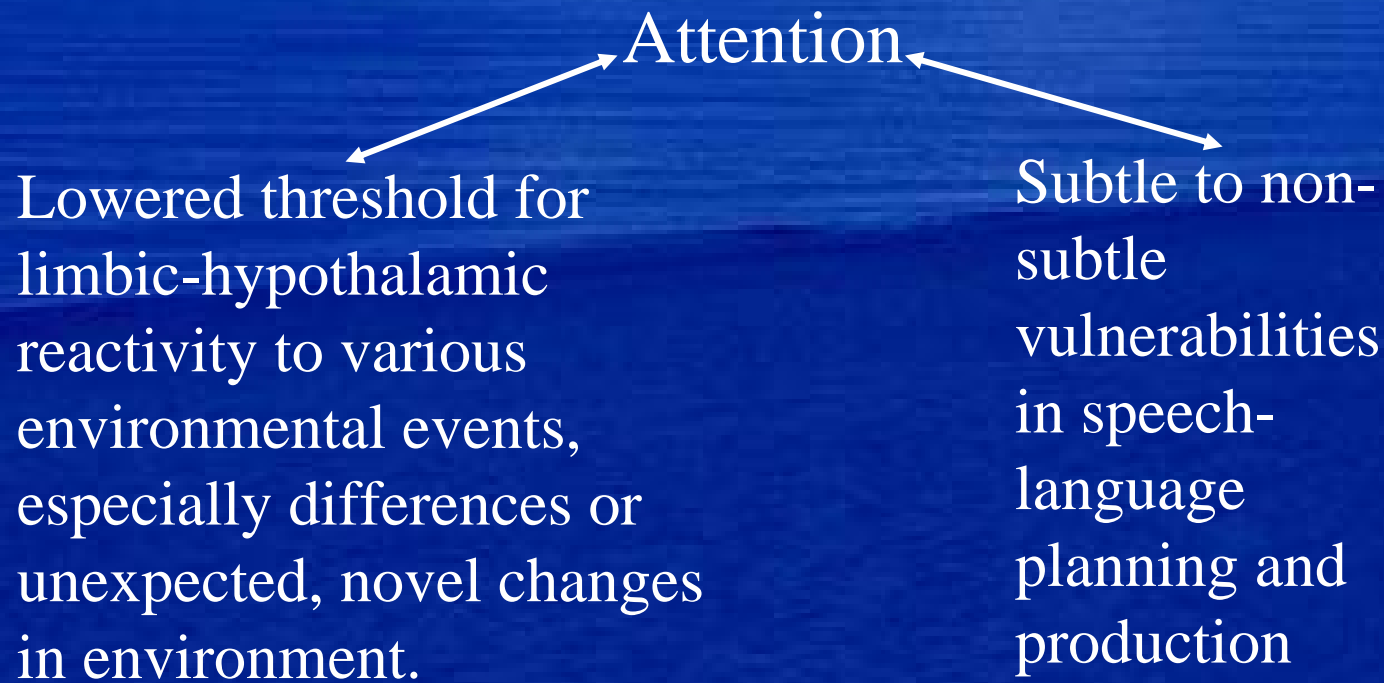 Attention
Lowered threshold for
limbic-hypothalamic
reactivity to various
environmental events,
especially differences or
unexpected, novel changes
in environment.
Subtle to non-
subtle
vulnerabilities
in speech-
language
planning and
production